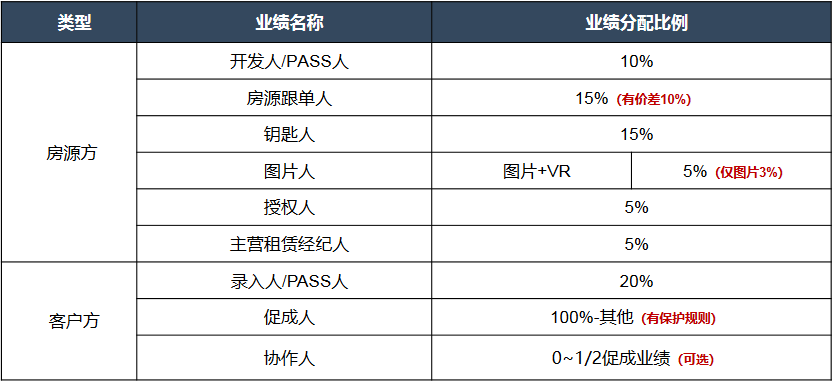 类型 业绩名称 业绩分配比例
房源方
开发人/PASS人 10%
房源跟单人 15%（有价差10%）
钥匙人 15%
图片人 图片+VR 5%（仅图片3%）
授权人 5%
主营租赁经纪人 5%
客户方
录入人/PASS人 20%
促成人 100%-其他（有保护规则）
协作人 0~1/2促成业绩（可选）